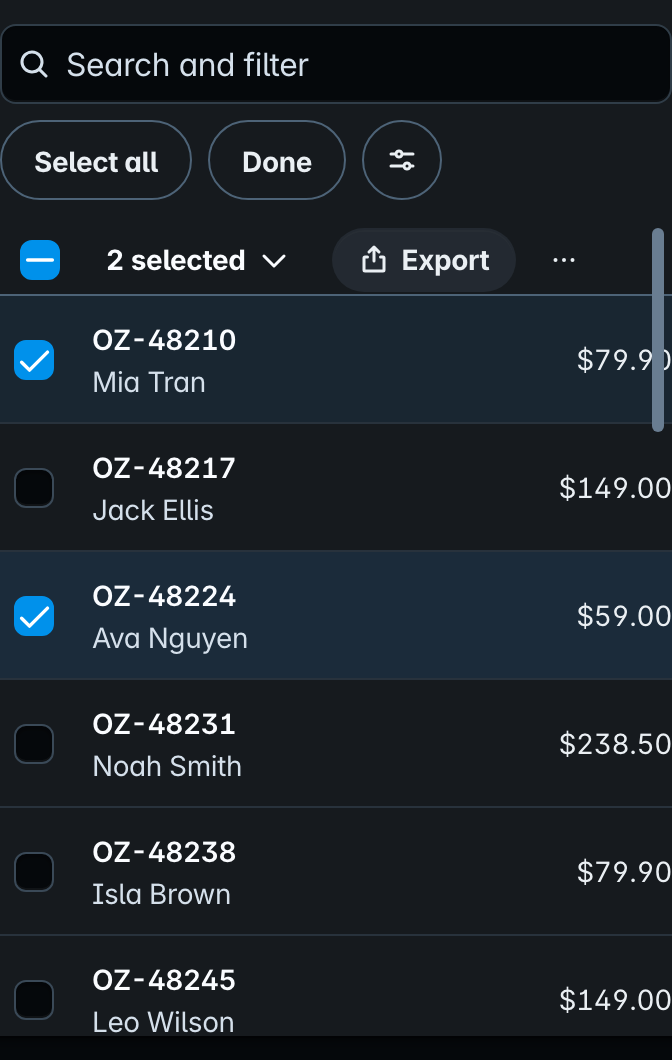 Search and filter
Select all Done
2 selected Export ...
OZ-48210
$79.90
Mia Tran
OZ-48217
$149.00
Jack Ellis
OZ-48224
$59.00
Ava Nguyen
OZ-48231
$238.50
Noah Smith
OZ-48238
$79.90
Isla Brown
OZ-48245
$149.00
Leo Wilson